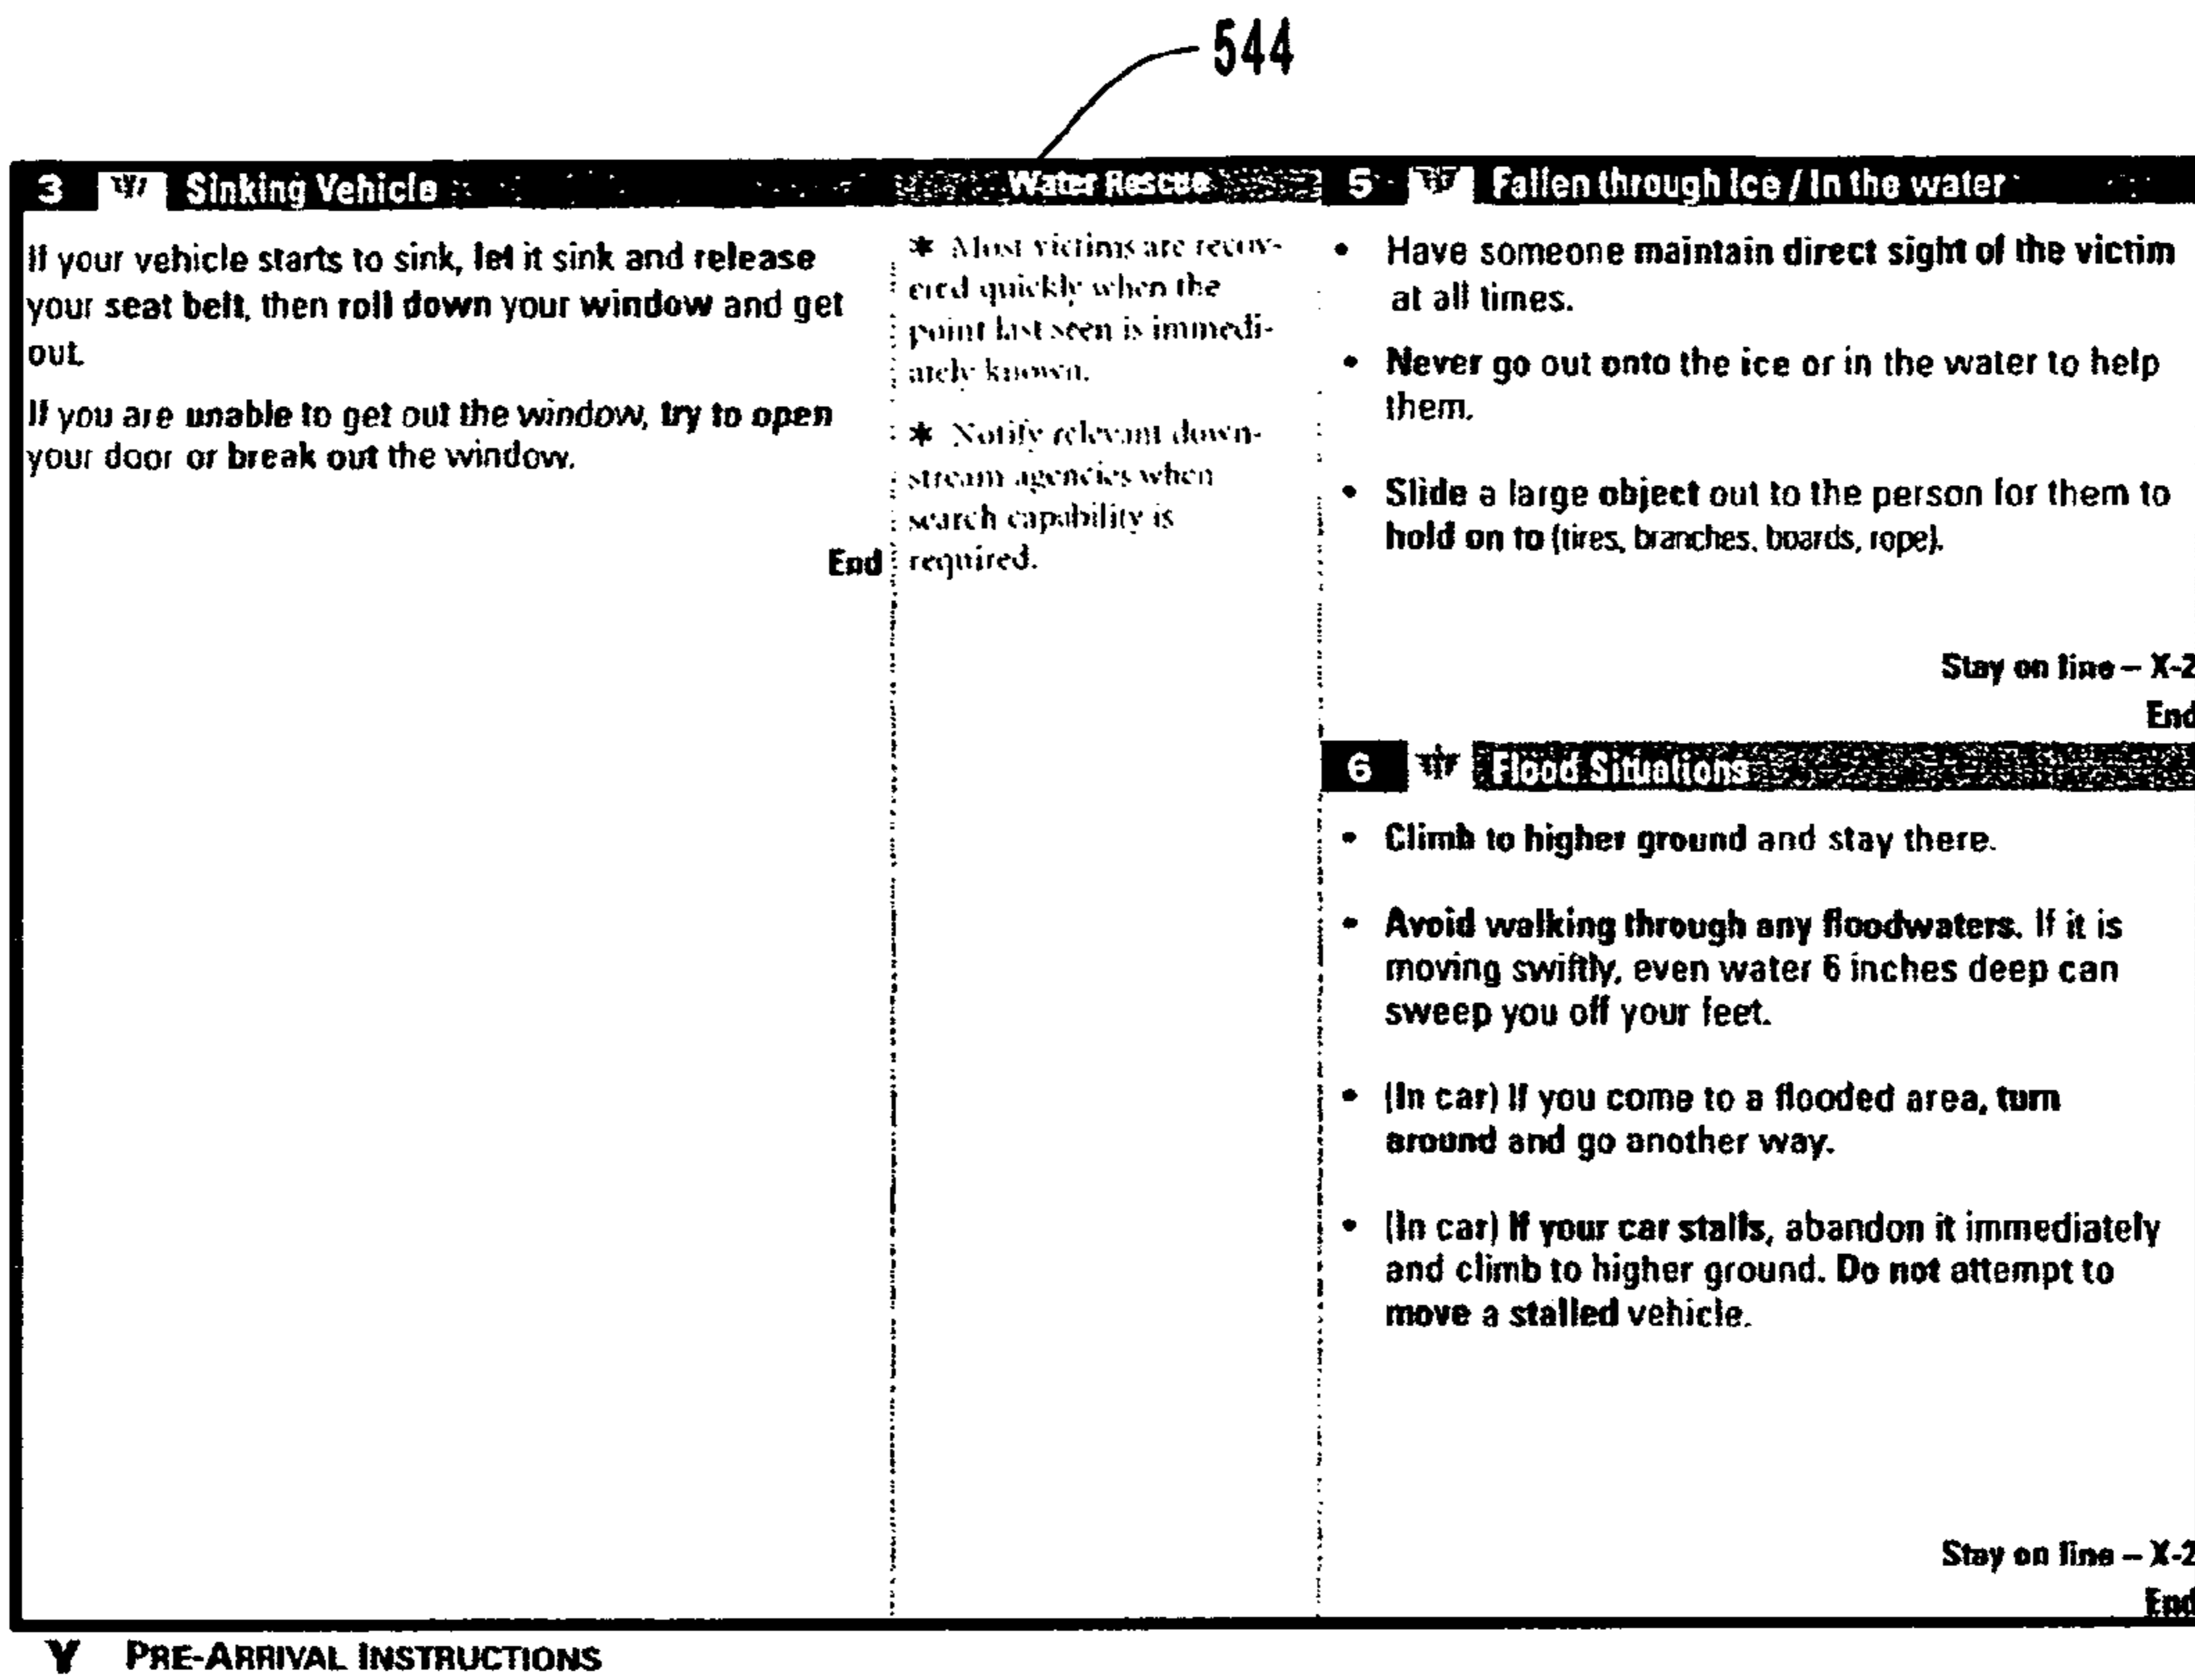 544
3 Sinking Vehicle
If your vehicle starts to sink, let it sink and release
your seat belt, then roll down your window and get
out.
If you are unable to get out the window, try to open
your door or break out the window.
End
Water Rescue
* Most victims are recov-
ered quickly when the
point last seen is immedi-
ately known.
* Notify relevant down-
stream agencies when
search capability is
required.
5 Fallen through Ice / In the water
• Have someone maintain direct sight of the victim
at all times.
• Never go out onto the ice or in the water to help
them.
• Slide a large object out to the person for them to
hold on to (tires, branches, boards, rope).
Stay on line – X-2
End
6 Flood Situations
• Climb to higher ground and stay there.
• Avoid walking through any floodwaters. If it is
moving swiftly, even water 6 inches deep can
sweep you off your feet.
• (In car) If you come to a flooded area, turn
around and go another way.
• (In car) If your car stalls, abandon it immediately
and climb to higher ground. Do not attempt to
move a stalled vehicle.
Stay on line – X-2
End
Y PRE-ARRIVAL INSTRUCTIONS